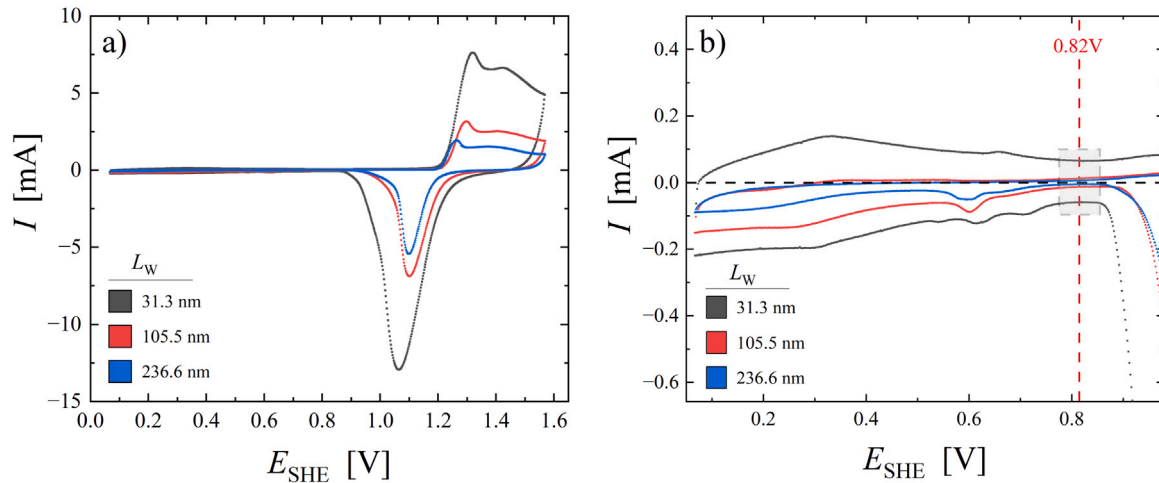 a)
I [mA]
10
5
0
−5
−10
−15
0.0 0.2 0.4 0.6 0.8 1.0 1.2 1.4 1.6
E_SHE [V]
L_W
31.3 nm
105.5 nm
236.6 nm
b)
0.82V
I [mA]
0.4
0.2
0.0
−0.2
−0.4
−0.6
0.2 0.4 0.6 0.8
E_SHE [V]
L_W
31.3 nm
105.5 nm
236.6 nm